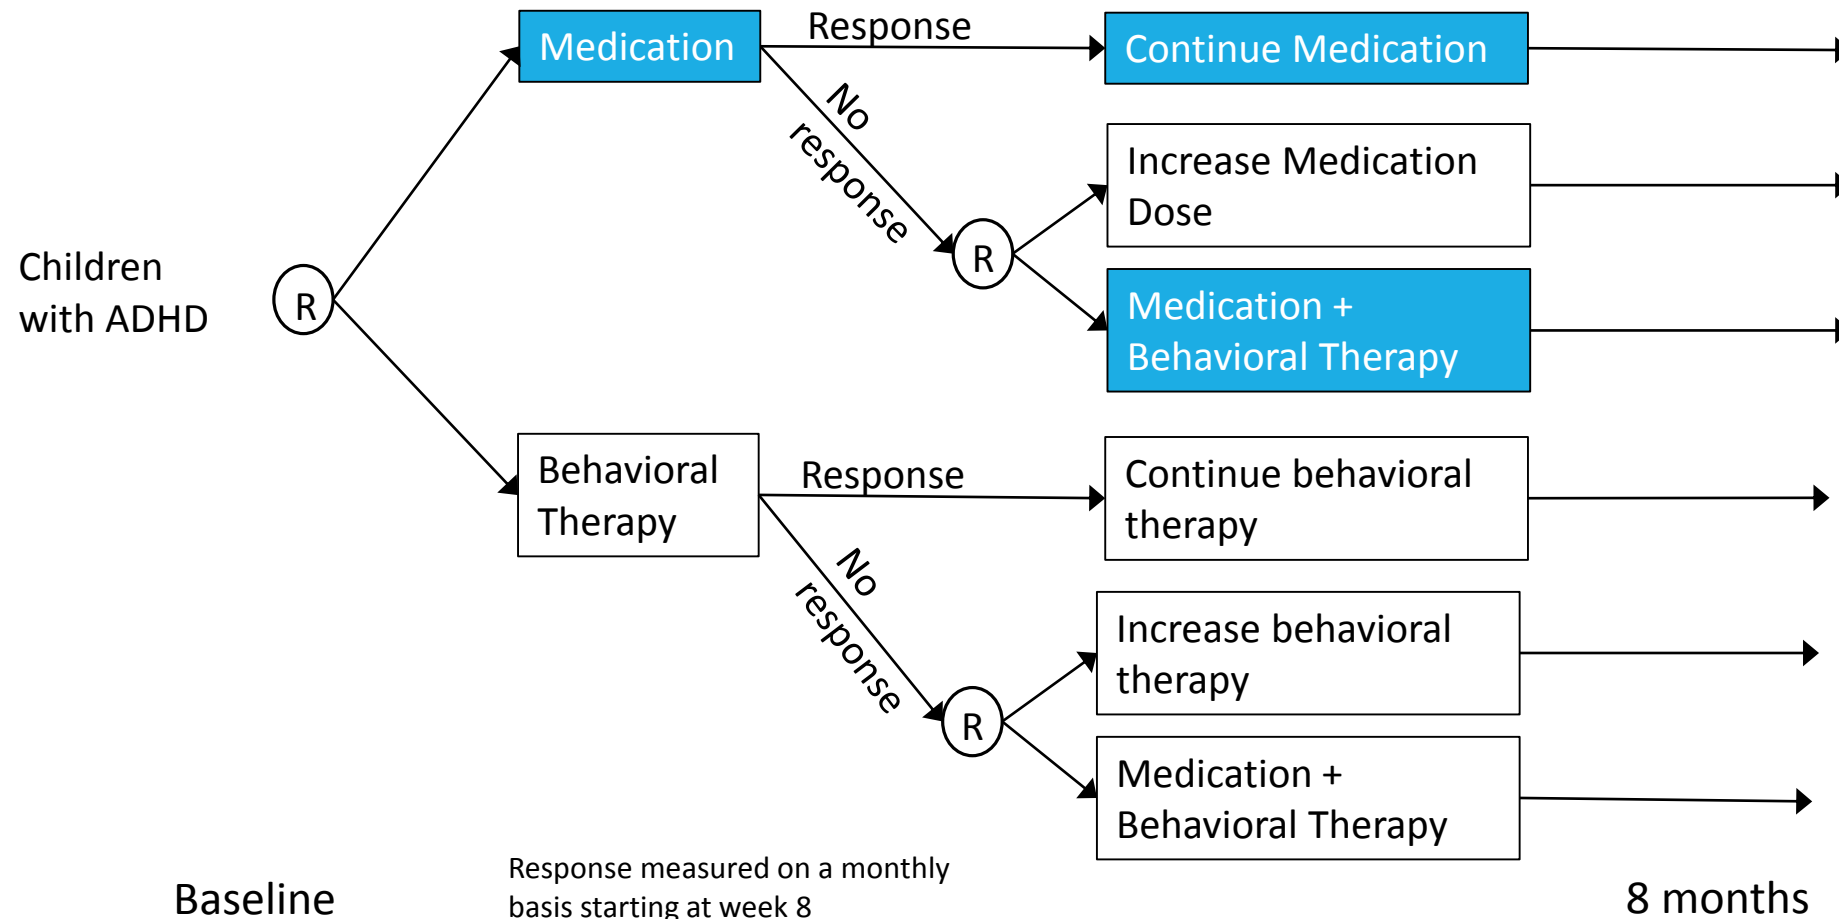 Children
with ADHD
R
Medication
Response
No
response
Continue Medication
R
Increase Medication
Dose
Medication +
Behavioral Therapy
Behavioral
Therapy
Response
No
response
Continue behavioral
therapy
R
Increase behavioral
therapy
Medication +
Behavioral Therapy
Baseline
Response measured on a monthly
basis starting at week 8
8 months